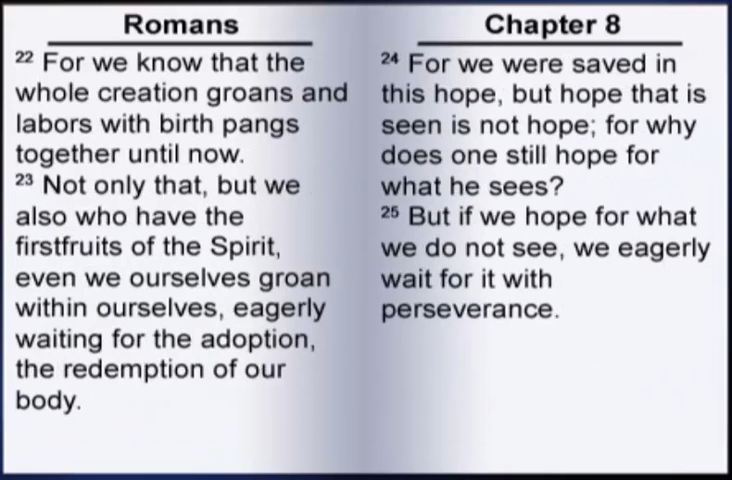 Romans
²² For we know that the
whole creation groans and
labors with birth pangs
together until now.
²³ Not only that, but we
also who have the
firstfruits of the Spirit,
even we ourselves groan
within ourselves, eagerly
waiting for the adoption,
the redemption of our
body.
Chapter 8
²⁴ For we were saved in
this hope, but hope that is
seen is not hope; for why
does one still hope for
what he sees?
²⁵ But if we hope for what
we do not see, we eagerly
wait for it with
perseverance.